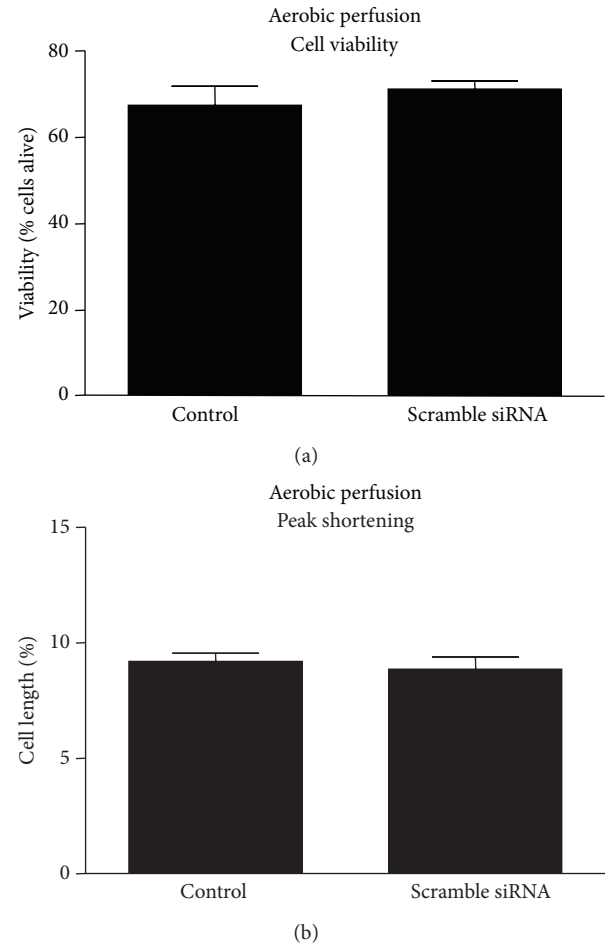 Aerobic perfusion
Cell viability
80
60
40
20
0
Viability (% cells alive)
Control
Scramble siRNA
(a)
Aerobic perfusion
Peak shortening
15
10
5
0
Cell length (%)
Control
Scramble siRNA
(b)